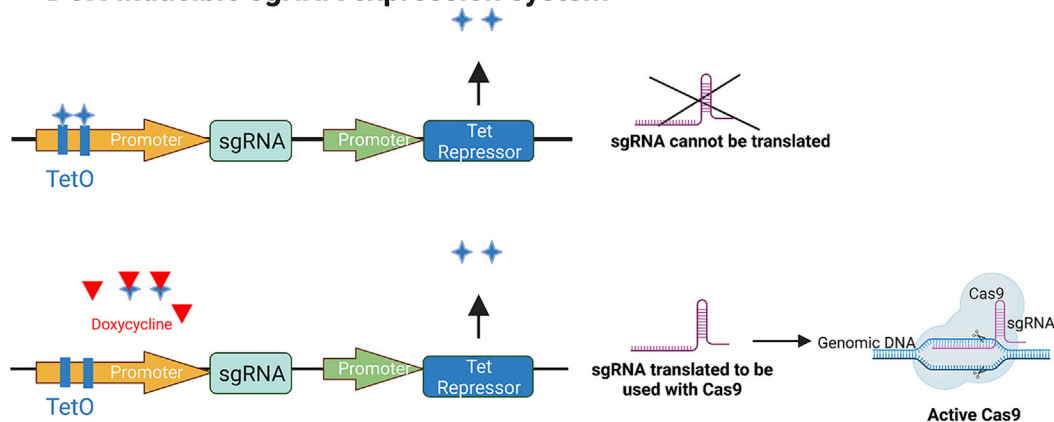 Promoter
sgRNA
Promoter
Tet
Repressor
TetO
sgRNA cannot be translated
Doxycycline
Promoter
sgRNA
Promoter
Tet
Repressor
TetO
sgRNA translated to be
used with Cas9
Cas9
sgRNA
Genomic DNA
Active Cas9